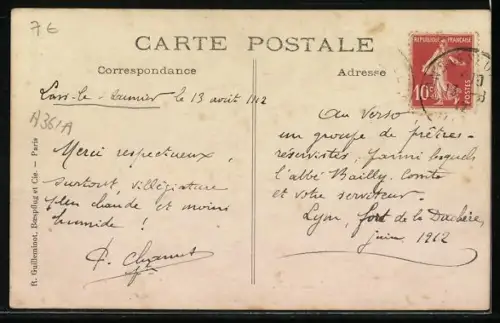 76
CARTE POSTALE
Correspondance
Adresse
REPUBLIQUE FRANÇAISE
10c
Lons-le-Saunier le 13 août 1912
A361A
Merci respectueux,
surtout, villégiature
plus chaude et moins
humide !
P. Chamet
au verso
un groupe de prêtres-
réservistes, parmi lesquels
l'abbé Bailly, Comte
et votre serviteur.
Lyon, fort de la Duchère,
juin 1912
R. Guilleminot, Bœspflug et Cie. — Paris